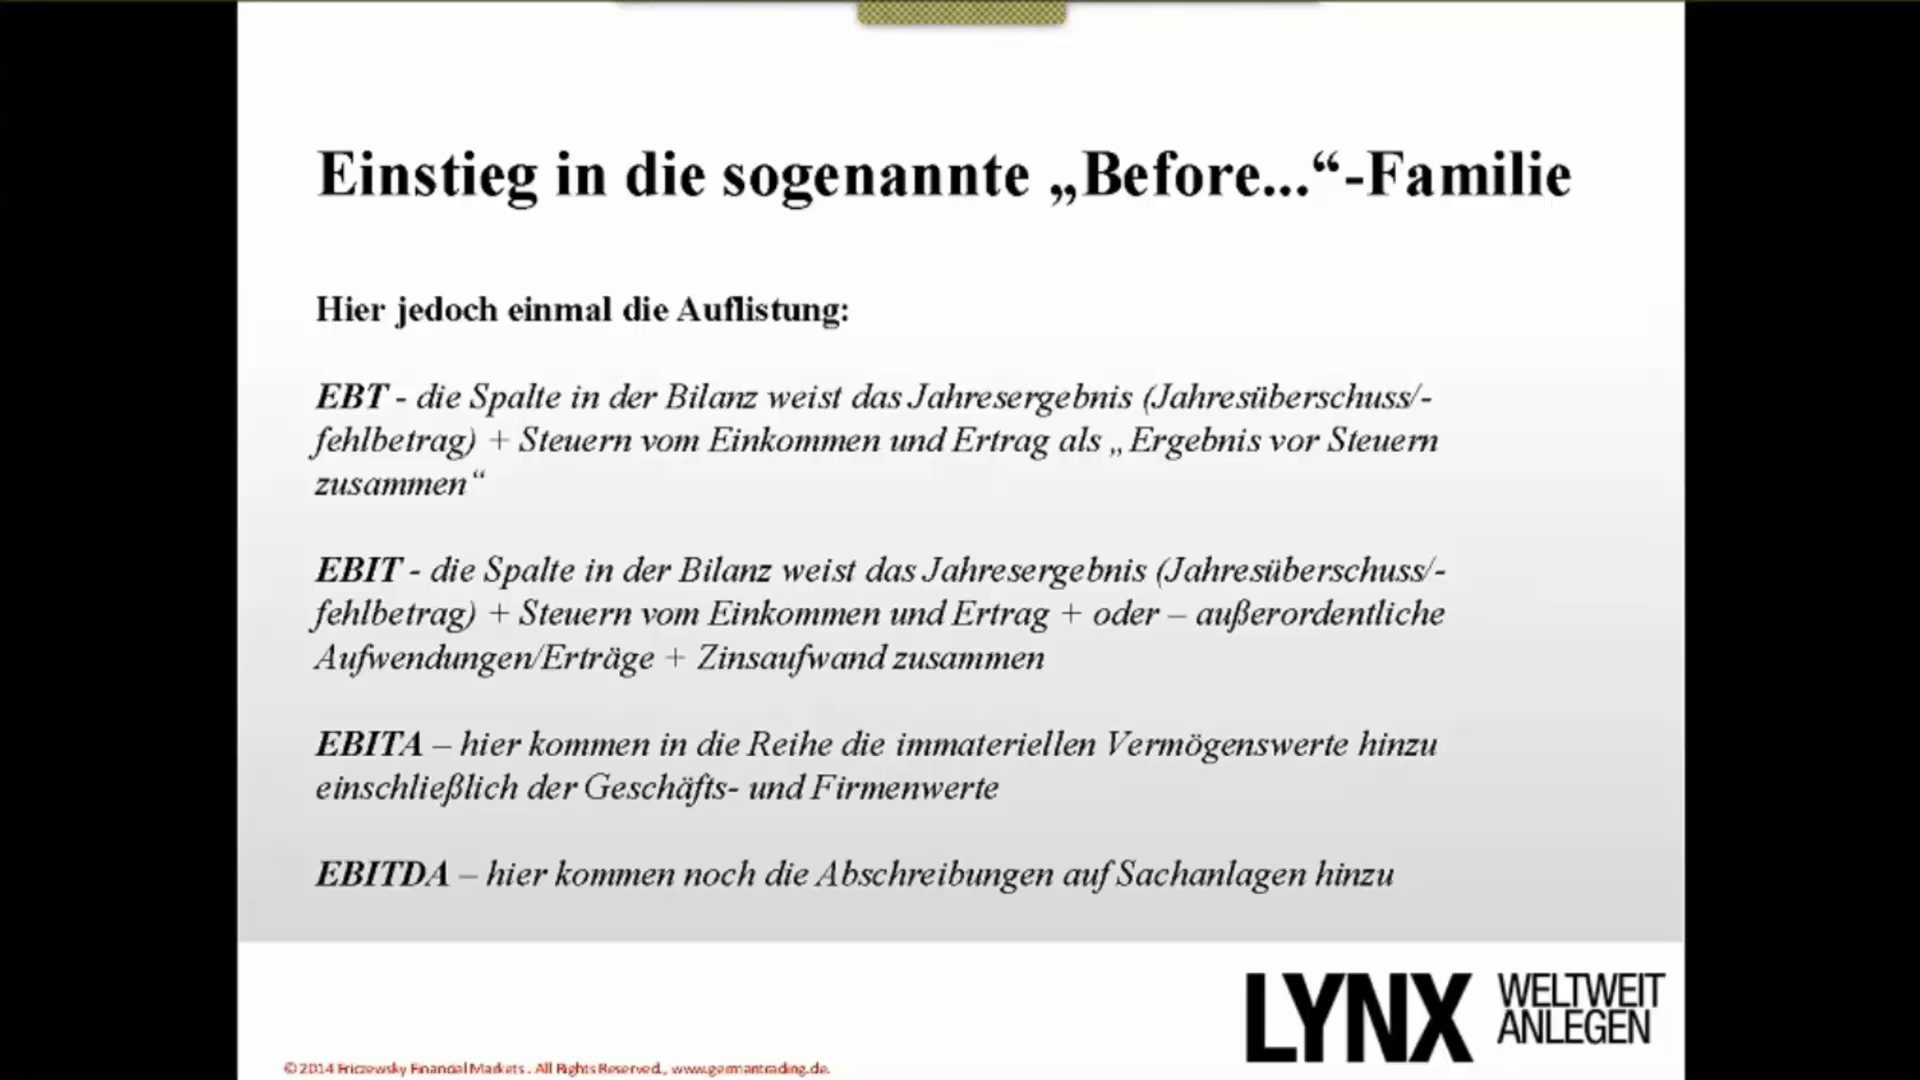 Einstieg in die sogenannte „Before...“-Familie
Hier jedoch einmal die Auflistung:
EBT - die Spalte in der Bilanz weist das Jahresergebnis (Jahresüberschuss/-
fehlbetrag) + Steuern vom Einkommen und Ertrag als „Ergebnis vor Steuern
zusammen“
EBIT - die Spalte in der Bilanz weist das Jahresergebnis (Jahresüberschuss/-
fehlbetrag) + Steuern vom Einkommen und Ertrag + oder – außerordentliche
Aufwendungen/Erträge + Zinsaufwand zusammen
EBITA – hier kommen in die Reihe die immateriellen Vermögenswerte hinzu
einschließlich der Geschäfts- und Firmenwerte
EBITDA – hier kommen noch die Abschreibungen auf Sachanlagen hinzu
LYNX WELTWEIT
ANLEGEN
© 2014 Friczewsky Financial Markets . All Rights Reserved., www.germantrading.de.